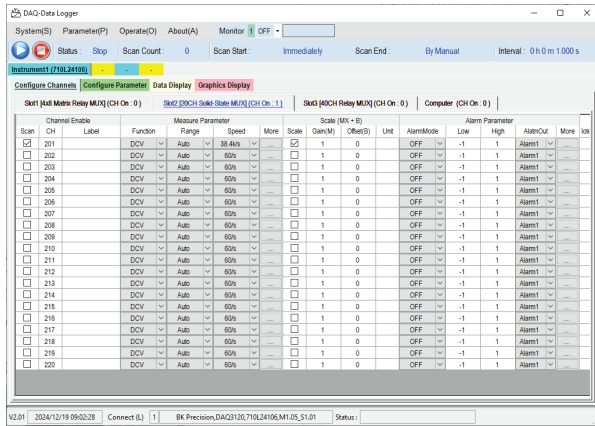 DAQ-Data Logger
System(S) Parameter(P) Operate(O) About(A) Monitor 1 OFF
Status : Stop Scan Count : 0 Scan Start : Immediately Scan End : By Manual Interval : 0 h 0 m 1.000 s
Instrument1 (710L24106) - -
Configure Channels Configure Parameter Data Display Graphics Display
Slot1 [4x8 Matrix Relay MUX] (CH On : 0 ) Slot2 [20CH Solid-State MUX] (CH On : 1 ) Slot3 [40CH Relay MUX] (CH On : 0 ) Computer (CH On : 0 )
Channel Enable Measure Parameter Scale (MX + B) Alarm Parameter
Scan CH Label Function Range Speed More Scale Gain(M) Offset(B) Unit AlarmMode Low High AlatmOut More
201 DCV Auto 38.4k/s .... 1 0 OFF -1 1 Alarm1 ....
202 DCV Auto 60/s .... 1 0 OFF -1 1 Alarm1 ....
203 DCV Auto 60/s .... 1 0 OFF -1 1 Alarm1 ....
204 DCV Auto 60/s .... 1 0 OFF -1 1 Alarm1 ....
205 DCV Auto 60/s .... 1 0 OFF -1 1 Alarm1 ....
206 DCV Auto 60/s .... 1 0 OFF -1 1 Alarm1 ....
207 DCV Auto 60/s .... 1 0 OFF -1 1 Alarm1 ....
208 DCV Auto 60/s .... 1 0 OFF -1 1 Alarm1 ....
209 DCV Auto 60/s .... 1 0 OFF -1 1 Alarm1 ....
210 DCV Auto 60/s .... 1 0 OFF -1 1 Alarm1 ....
211 DCV Auto 60/s .... 1 0 OFF -1 1 Alarm1 ....
212 DCV Auto 60/s .... 1 0 OFF -1 1 Alarm1 ....
213 DCV Auto 60/s .... 1 0 OFF -1 1 Alarm1 ....
214 DCV Auto 60/s .... 1 0 OFF -1 1 Alarm1 ....
215 DCV Auto 60/s .... 1 0 OFF -1 1 Alarm1 ....
216 DCV Auto 60/s .... 1 0 OFF -1 1 Alarm1 ....
217 DCV Auto 60/s .... 1 0 OFF -1 1 Alarm1 ....
218 DCV Auto 60/s .... 1 0 OFF -1 1 Alarm1 ....
219 DCV Auto 60/s .... 1 0 OFF -1 1 Alarm1 ....
220 DCV Auto 60/s .... 1 0 OFF -1 1 Alarm1 ....
V2.01 2024/12/19 09:02:28 Connect (L) 1 BK Precision,DAQ3120,710L24106,M1.05_S1.01 Status :